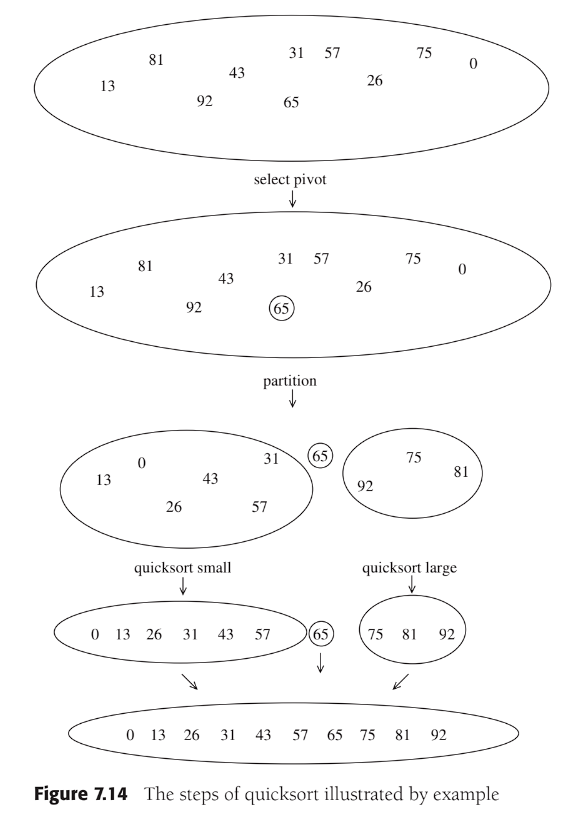 31 57 75
81 0
43
13 26
92 65
select pivot
31 57 75
81 0
43
13 26
92 65
partition
31 65 75
0 81
13 43 92
26 57
quicksort small quicksort large
0 13 26 31 43 57 65 75 81 92
0 13 26 31 43 57 65 75 81 92
Figure 7.14 The steps of quicksort illustrated by example